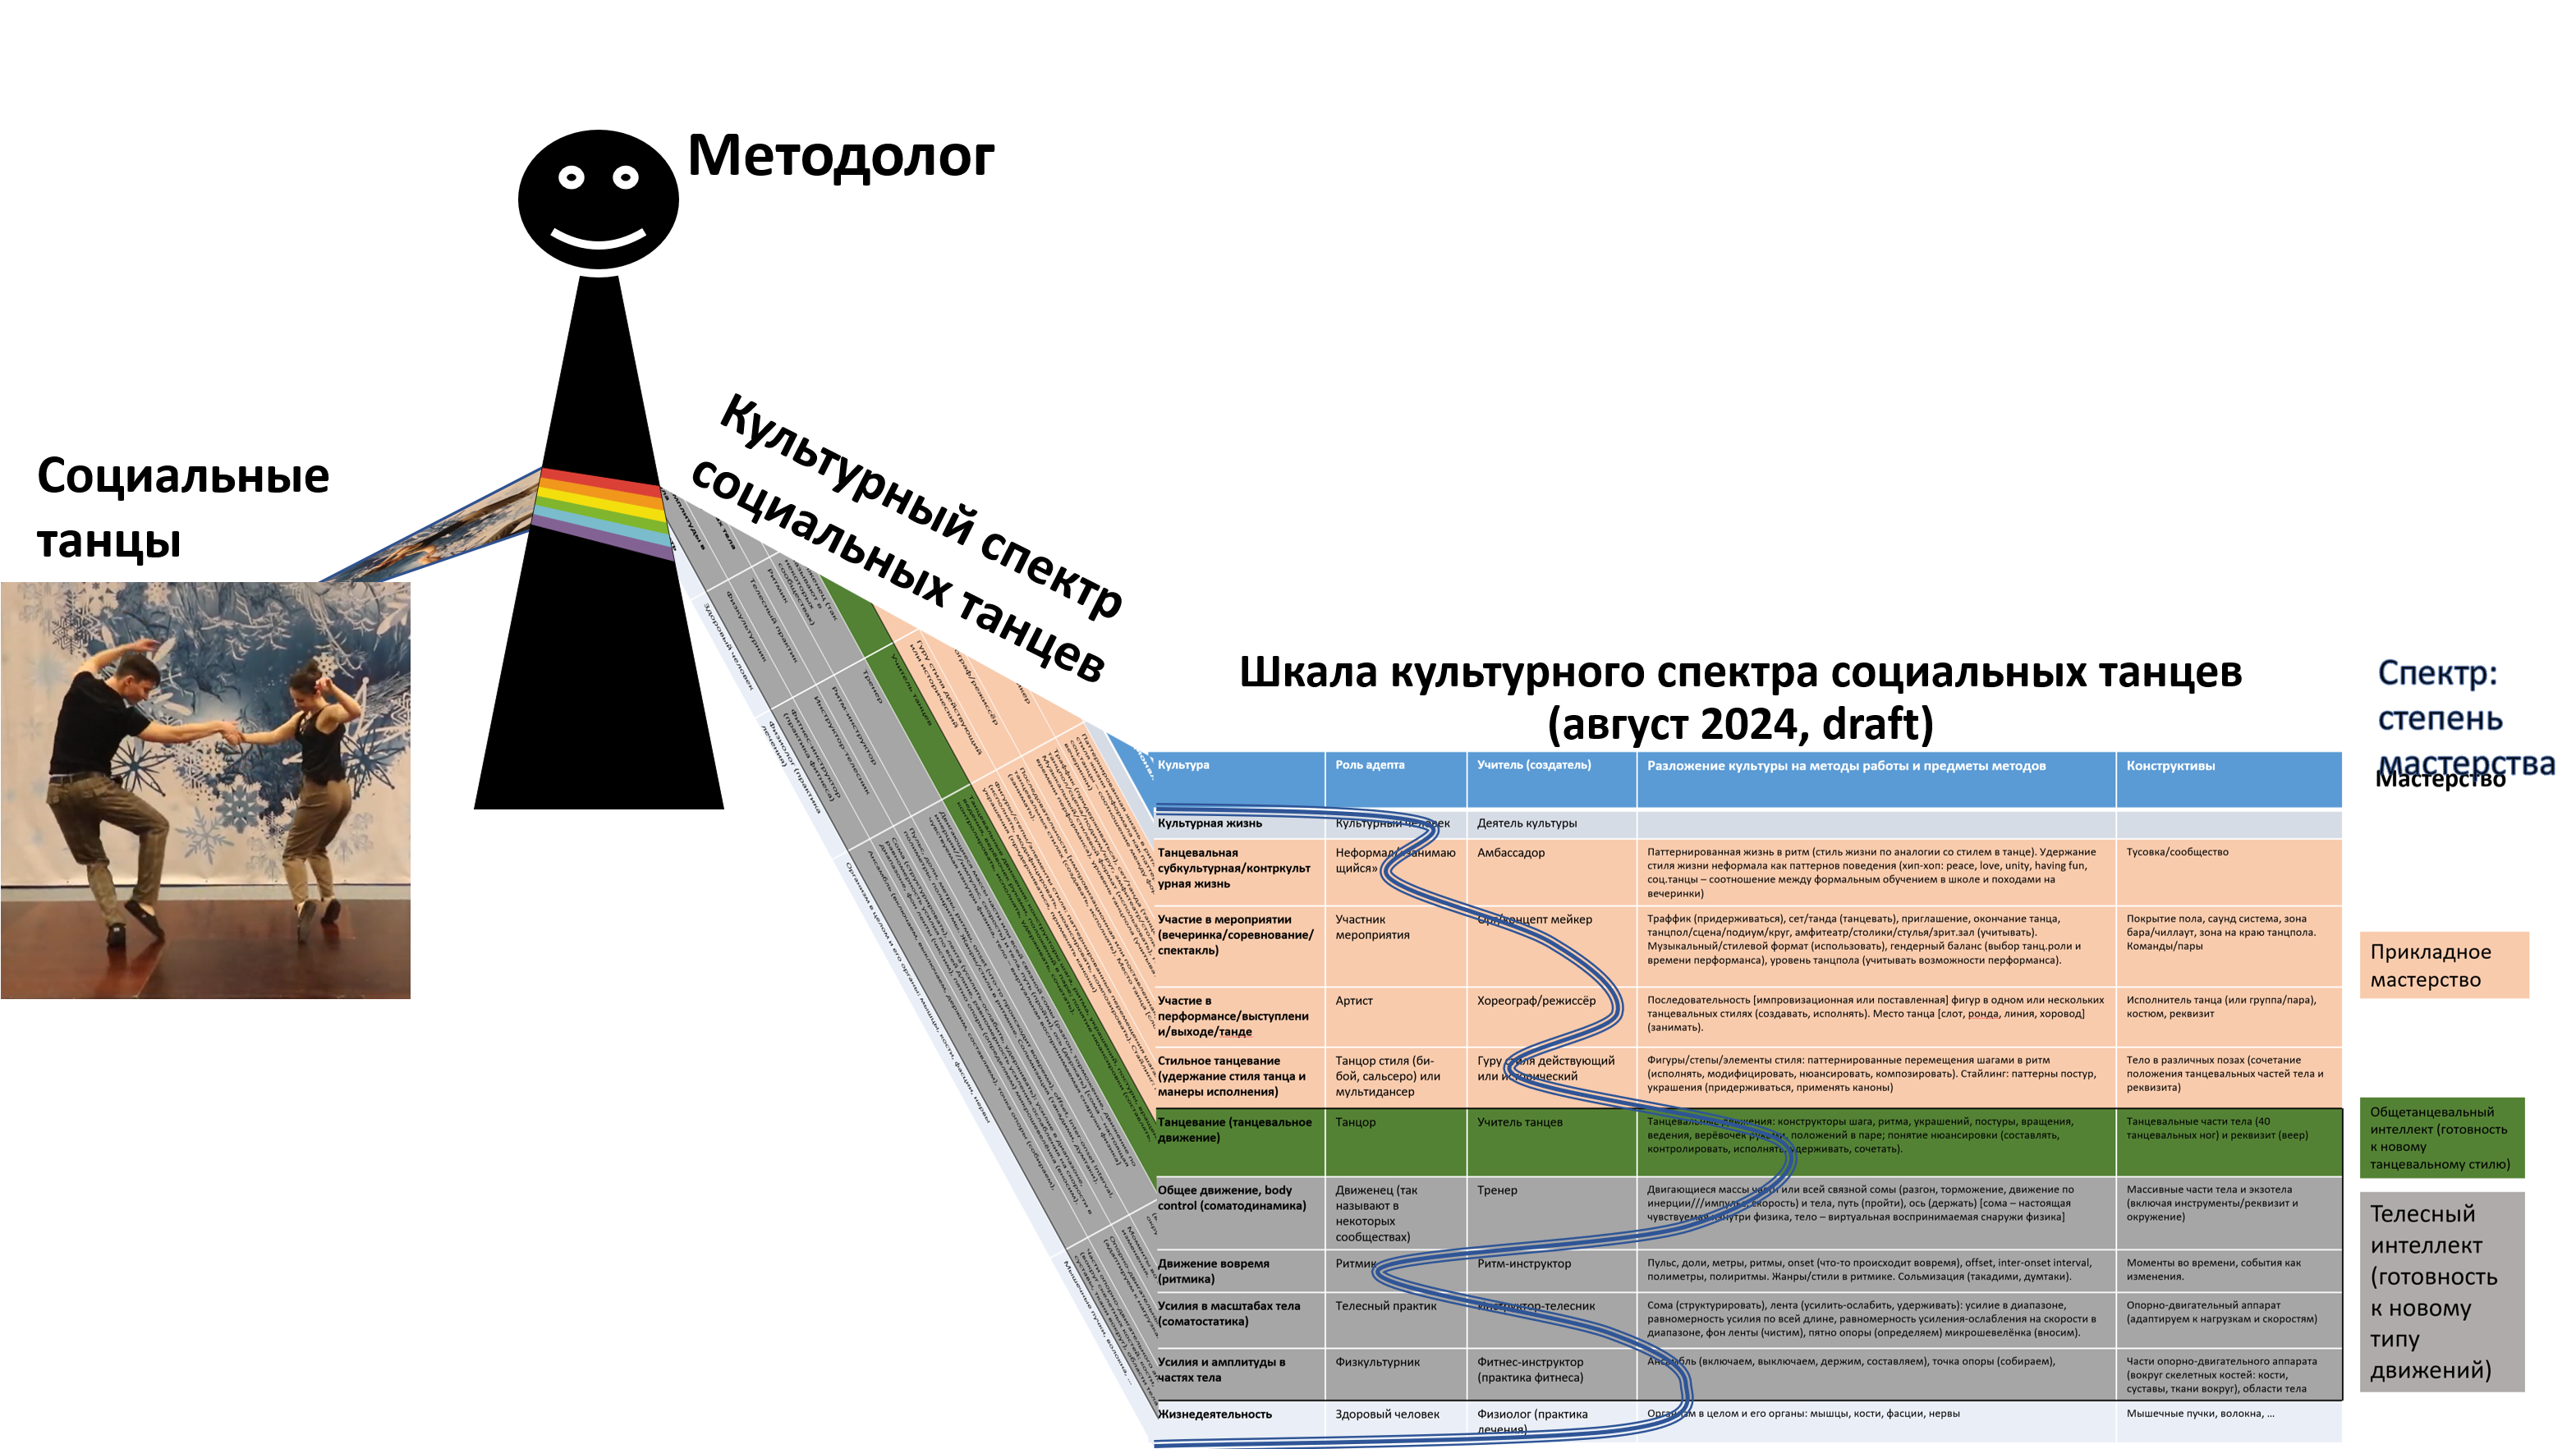 Методолог
Социальные
танцы
Культурный спектр
социальных танцев
Шкала культурного спектра социальных танцев
(август 2024, draft)
Спектр:
степень
мастерства
Мастерство
Культура
Роль адепта
Учитель (создатель)
Разложение культуры на методы работы и предметы методов
Конструктивы
Культурная жизнь
Культурный человек
Деятель культуры
Танцевальная
субкультурная/контркульт
урная жизнь
Неформал/«занимаю
щийся»
Амбассадор
Паттернированная жизнь в ритм (стиль жизни по аналогии со стилем в танце). Удержание
стиля жизни неформала как паттернов поведения (хип-хоп: peace, love, unity, having fun,
соц.танцы – соотношение между формальным обучением в школе и походами на
вечеринки)
Тусовка/сообщество
Участие в мероприятии
(вечеринка/соревнование/
спектакль)
Участник
мероприятия
Орг/концепт мейкер
Траффик (придерживаться), сет/танда (танцевать), приглашение, окончание танца,
танцпол/сцена/подиум/круг, амфитеатр/столики/стулья/зрит.зал (учитывать).
Музыкальный/стилевой формат (использовать), гендерный баланс (выбор танц.роли и
времени перформанса), уровень танцпола (учитывать возможности перформанса).
Покрытие пола, саунд система, зона
бара/чиллаут, зона на краю танцпола.
Команды/пары
Участие в
перформансе/выступлени
и/выходе/танде
Артист
Хореограф/режиссёр
Последовательность [импровизационная или поставленная] фигур в одном или нескольких
танцевальных стилях (создавать, исполнять). Место танца [слот, ронда, линия, хоровод]
(занимать).
Исполнитель танца (или группа/пара),
костюм, реквизит
Стильное танцевание
(удержание стиля танца и
манеры исполнения)
Танцор стиля (би-
бой, сальсеро) или
мультидансер
Гуру стиля действующий
или исторический
Фигуры/степы/элементы стиля: паттернированные перемещения шагами в ритм
(исполнять, модифицировать, нюансировать, композировать). Стайлинг: паттерны постур,
украшения (придерживаться, применять каноны)
Тело в различных позах (сочетание
положения танцевальных частей тела и
реквизита)
Танцевание (танцевальное
движение)
Танцор
Учитель танцев
Танцевальные движения: конструкторы шага, ритма, украшений, постуры, вращения,
ведения, верёвочек руками, положений в паре; понятие нюансировки (составлять,
контролировать, исполнять, удерживать, сочетать).
Танцевальные части тела (40
танцевальных ног) и реквизит (веер)
Общее движение, body
control (соматодинамика)
Движенец (так
называют в
некоторых
сообществах)
Тренер
Двигающиеся массы части или всей связной сомы (разгон, торможение, движение по
инерции///импульс/скорость) и тела, путь (пройти), ось (держать) [сома – настоящая
чувствуемая изнутри физика, тело – виртуальная воспринимаемая снаружи физика]
Массивные части тела и экзотела
(включая инструменты/реквизит и
окружение)
Движение вовремя
(ритмика)
Ритмик
Ритм-инструктор
Пульс, доли, метры, ритмы, onset (что-то происходит вовремя), offset, inter-onset interval,
полиметры, полиритмы. Жанры/стили в ритмике. Сольмизация (такадими, думтаки).
Моменты во времени, события как
изменения.
Усилия в масштабах тела
(соматостатика)
Телесный практик
Инструктор-телесник
Сома (структурировать), лента (усилить-ослабить, удерживать): усилие в диапазоне,
равномерность усилия по всей длине, равномерность усиления-ослабления на скорости в
диапазоне, фон ленты (чистим), пятно опоры (определяем) микрошевелёнка (вносим).
Опорно-двигательный аппарат
(адаптируем к нагрузкам и скоростям)
Усилия и амплитуды в
частях тела
Физкультурник
Фитнес-инструктор
(практика фитнеса)
Ансамбль (включаем, выключаем, держим, составляем), точка опоры (собираем),
Части опорно-двигательного аппарата
(вокруг скелетных костей: кости,
суставы, ткани вокруг), области тела
Жизнедеятельность
Здоровый человек
Физиолог (практика
лечения)
Организм в целом и его органы: мышцы, кости, фасции, нервы
Мышечные пучки, волокна, …
Прикладное
мастерство
Общетанцевальный
интеллект (готовность
к новому
танцевальному стилю)
Телесный
интеллект
(готовность
к новому
типу
движений)